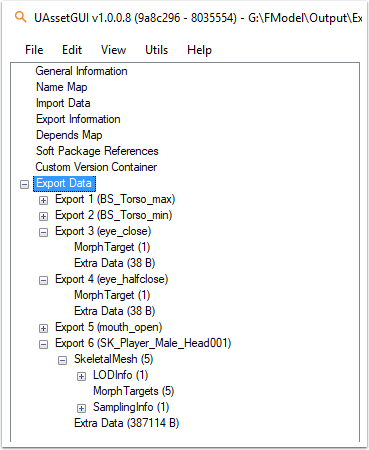 UAssetGUI v1.0.0.8 (9a8c296 - 8035554) - G:\FModel\Output\Ex
File Edit View Utils Help
General Information
Name Map
Import Data
Export Information
Depends Map
Soft Package References
Custom Version Container
Export Data
Export 1 (BS_Torso_max)
Export 2 (BS_Torso_min)
Export 3 (eye_close)
MorphTarget (1)
Extra Data (38 B)
Export 4 (eye_halfclose)
MorphTarget (1)
Extra Data (38 B)
Export 5 (mouth_open)
Export 6 (SK_Player_Male_Head001)
SkeletalMesh (5)
LODInfo (1)
MorphTargets (5)
SamplingInfo (1)
Extra Data (387114 B)